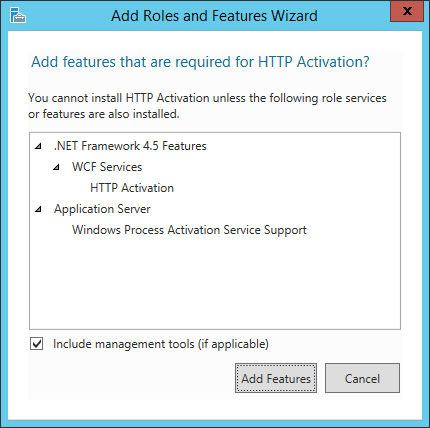 Add Roles and Features Wizard
x
Add features that are required for HTTP Activation?
You cannot install HTTP Activation unless the following role services
or features are also installed.
.NET Framework 4.5 Features
WCF Services
HTTP Activation
Application Server
Windows Process Activation Service Support
Include management tools (if applicable)
Add Features
Cancel